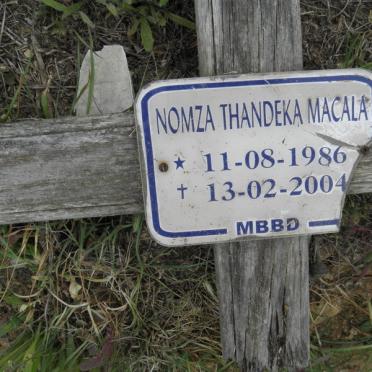 NOMZA THANDEKA MACALA
★ 11-08-1986
† 13-02-2004
MBBD